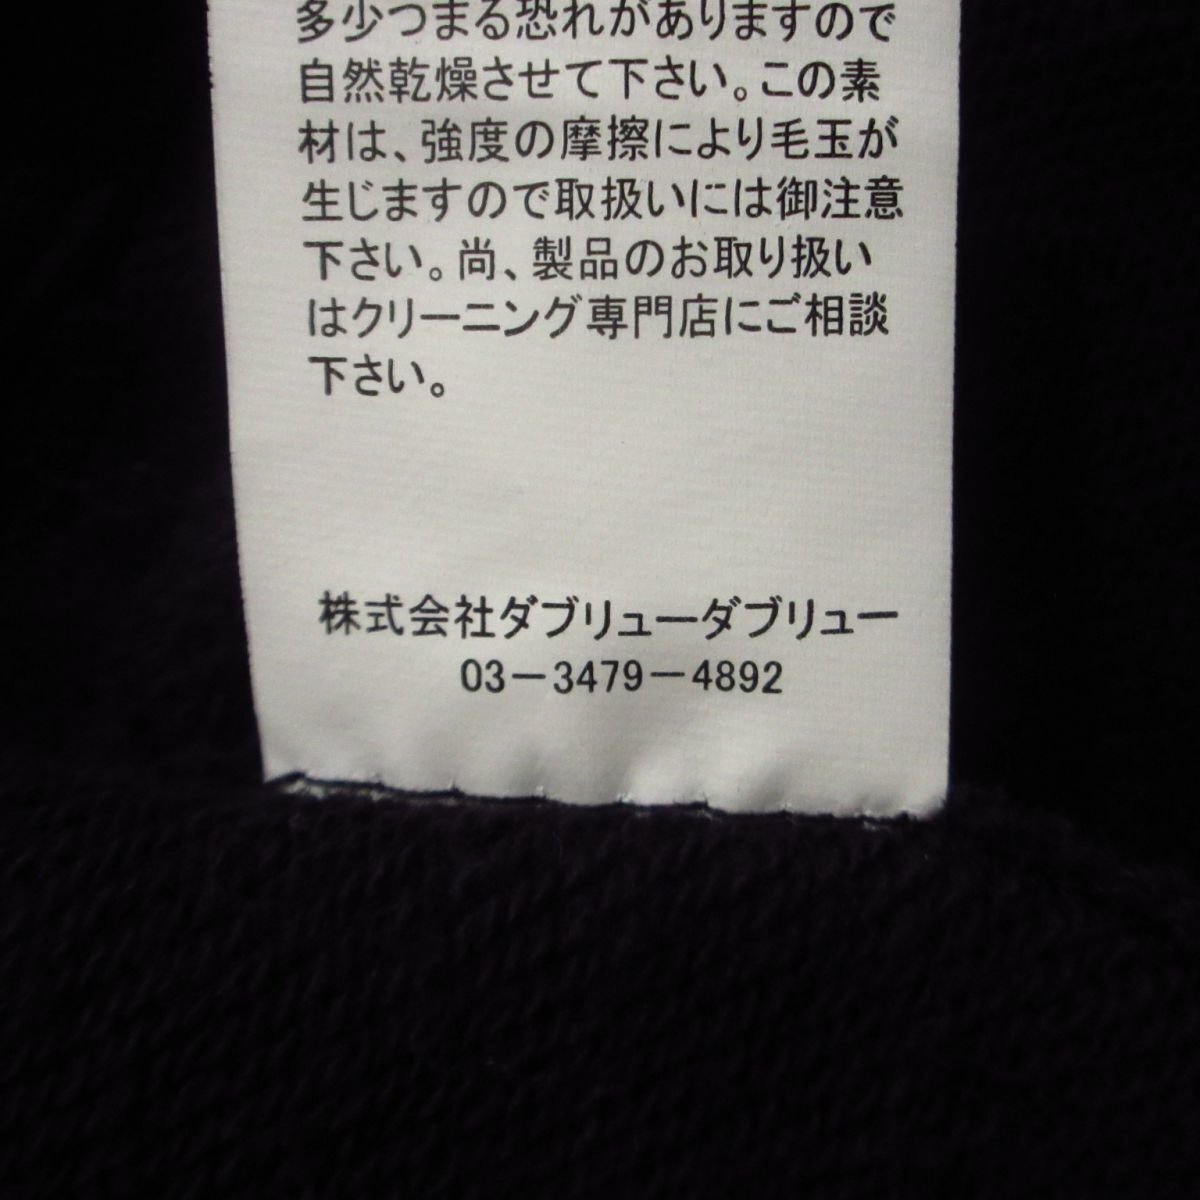 多少つまる恐れがありますので
自然乾燥させて下さい。この素
材は、強度の摩擦により毛玉が
生じますので取扱いには御注意
下さい。尚、製品のお取り扱い
はクリーニング専門店にご相談
下さい。
株式会社ダブリューダブリュー
03－3479－4892